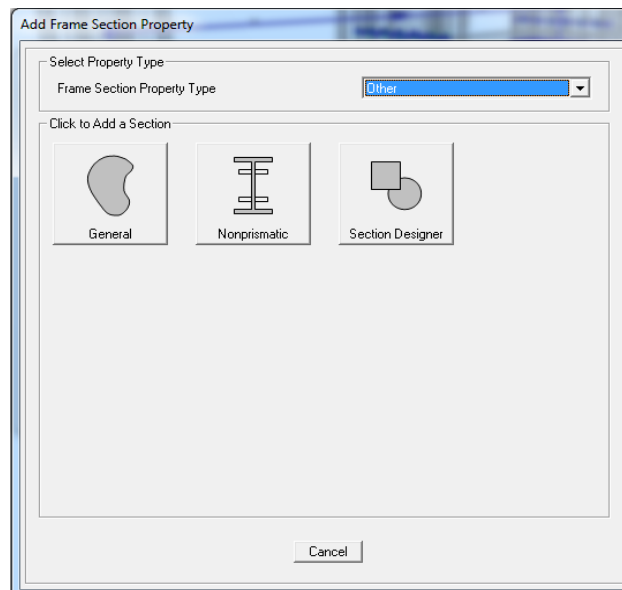 Add Frame Section Property
Select Property Type
Frame Section Property Type
Other
Click to Add a Section
General
Nonprismatic
Section Designer
Cancel